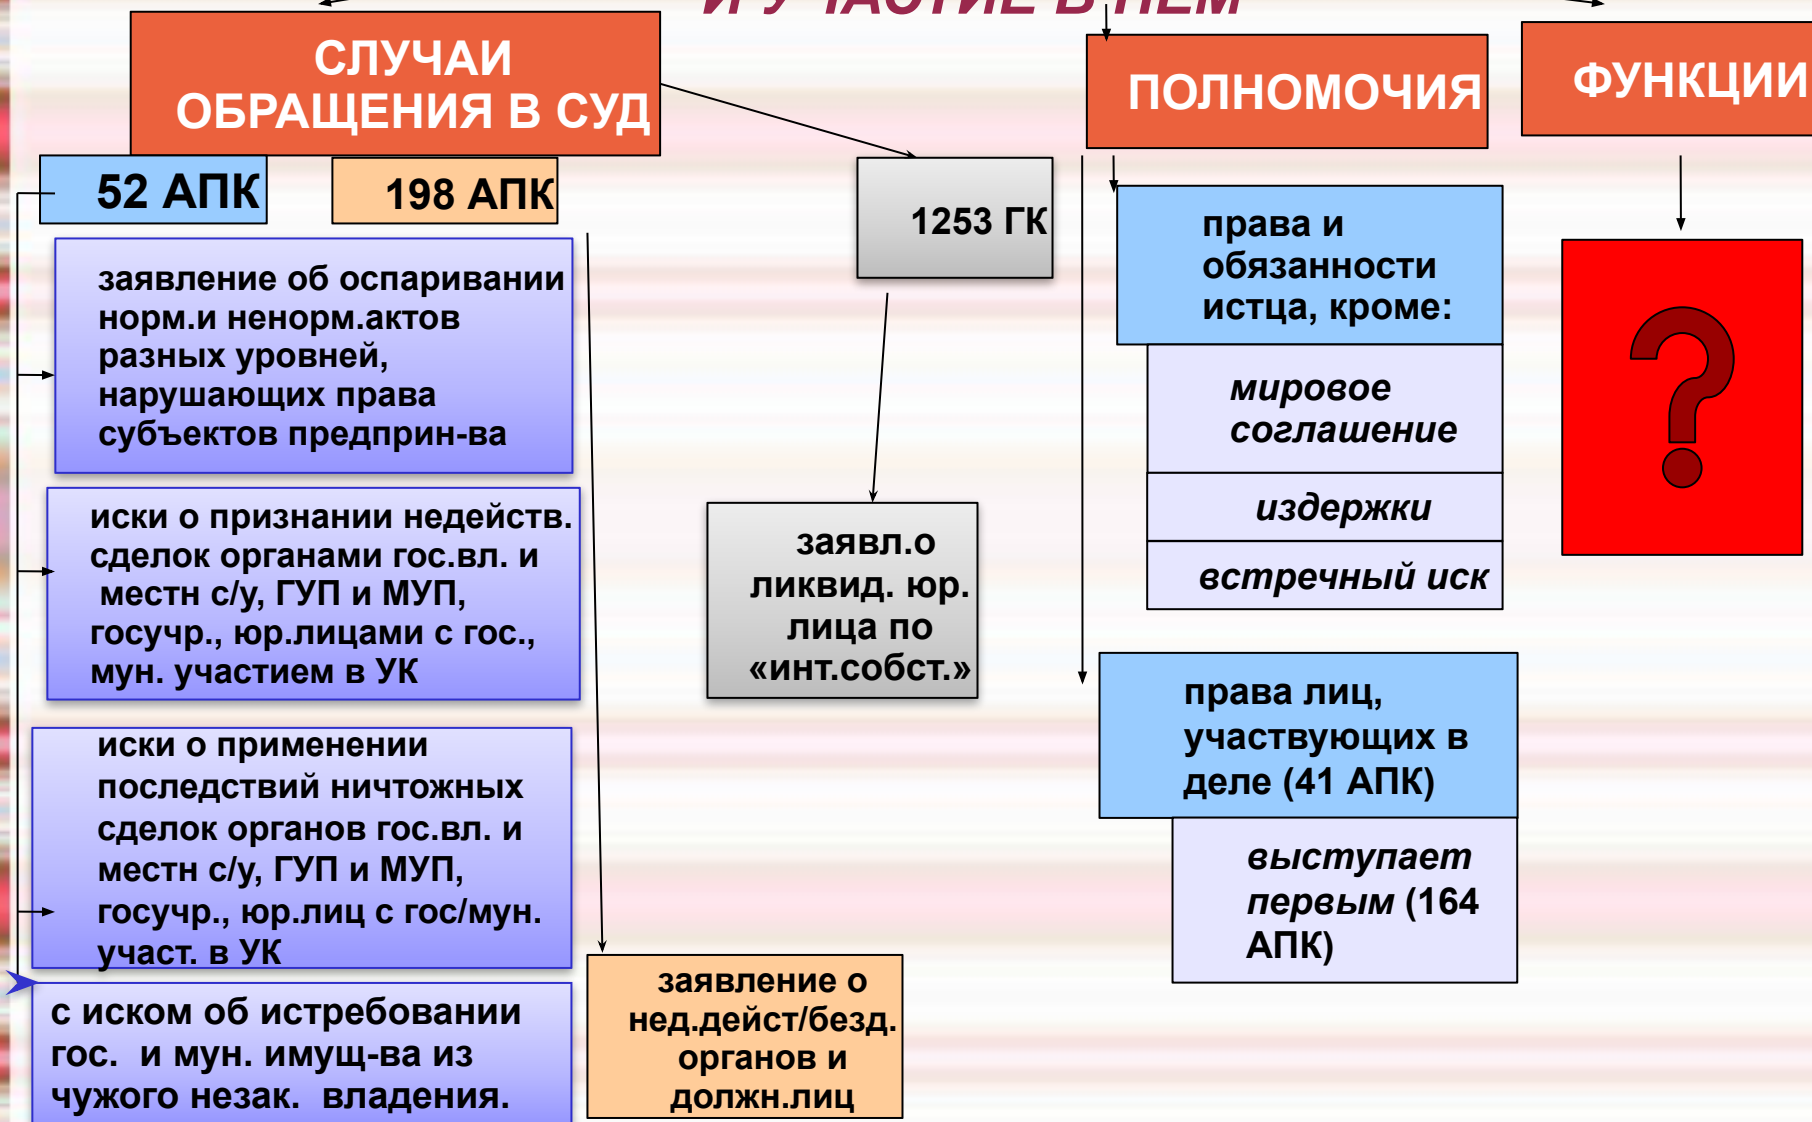 И УЧАСТИЕ В НЕМ
СЛУЧАИ
ОБРАЩЕНИЯ В СУД
ПОЛНОМОЧИЯ
ФУНКЦИИ
52 АПК
198 АПК
1253 ГК
заявление об оспаривании
норм.и ненорм.актов
разных уровней,
нарушающих права
субъектов предприн-ва
иски о признании недейств.
сделок органами гос.вл. и
местн с/у, ГУП и МУП,
госучр., юр.лицами с гос.,
мун. участием в УК
иски о применении
последствий ничтожных
сделок органов гос.вл. и
местн с/у, ГУП и МУП,
госучр., юр.лиц с гос/мун.
участ. в УК
с иском об истребовании
гос. и мун. имущ-ва из
чужого незак. владения.
заявление о
нед.дейст/безд.
органов и
должн.лиц
заявл.о
ликвид. юр.
лица по
«инт.собст.»
права и
обязанности
истца, кроме:
мировое
соглашение
издержки
встречный иск
права лиц,
участвующих в
деле (41 АПК)
выступает
первым (164
АПК)
?